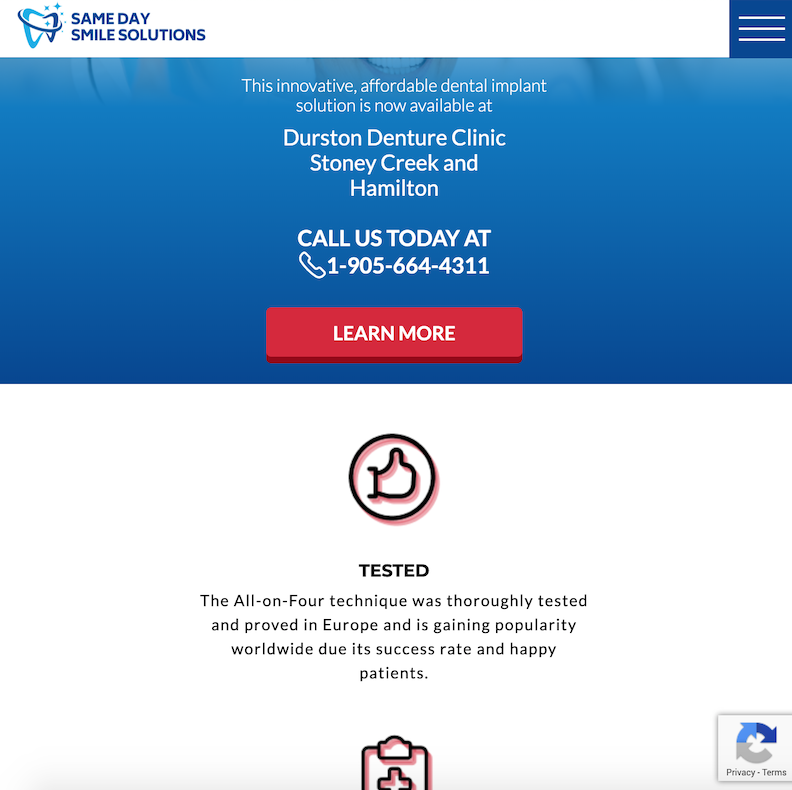 SAME DAY
SMILE SOLUTIONS
This innovative, affordable dental implant
solution is now available at
Durston Denture Clinic
Stoney Creek and
Hamilton
CALL US TODAY AT
1-905-664-4311
LEARN MORE
TESTED
The All-on-Four technique was thoroughly tested
and proved in Europe and is gaining popularity
worldwide due its success rate and happy
patients.
Privacy - Terms